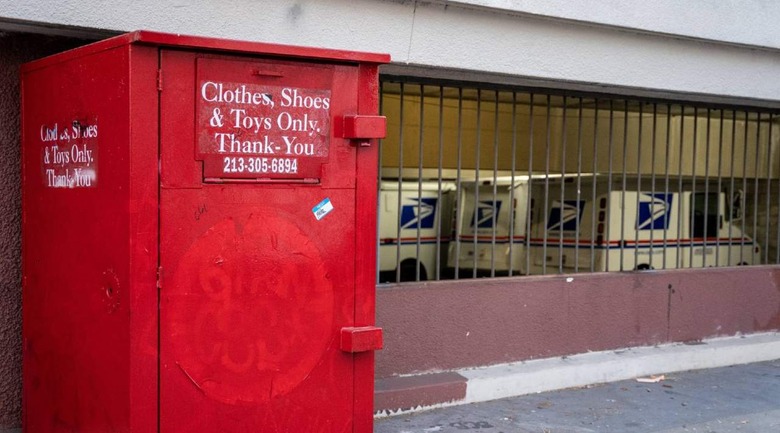 Clothes, Shoes
& Toys Only.
Thank-You
213-305-6894
& Toys Only.
Thank-You